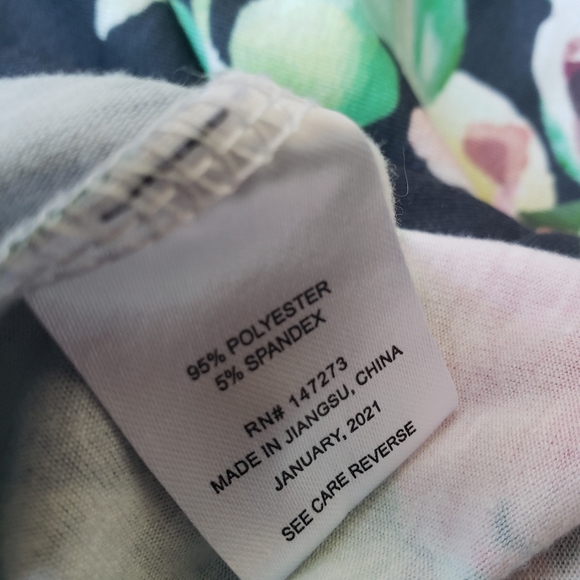 95% POLYESTER
5% SPANDEX
RN# 147273
MADE IN JIANGSU, CHINA
JANUARY, 2021
SEE CARE REVERSE